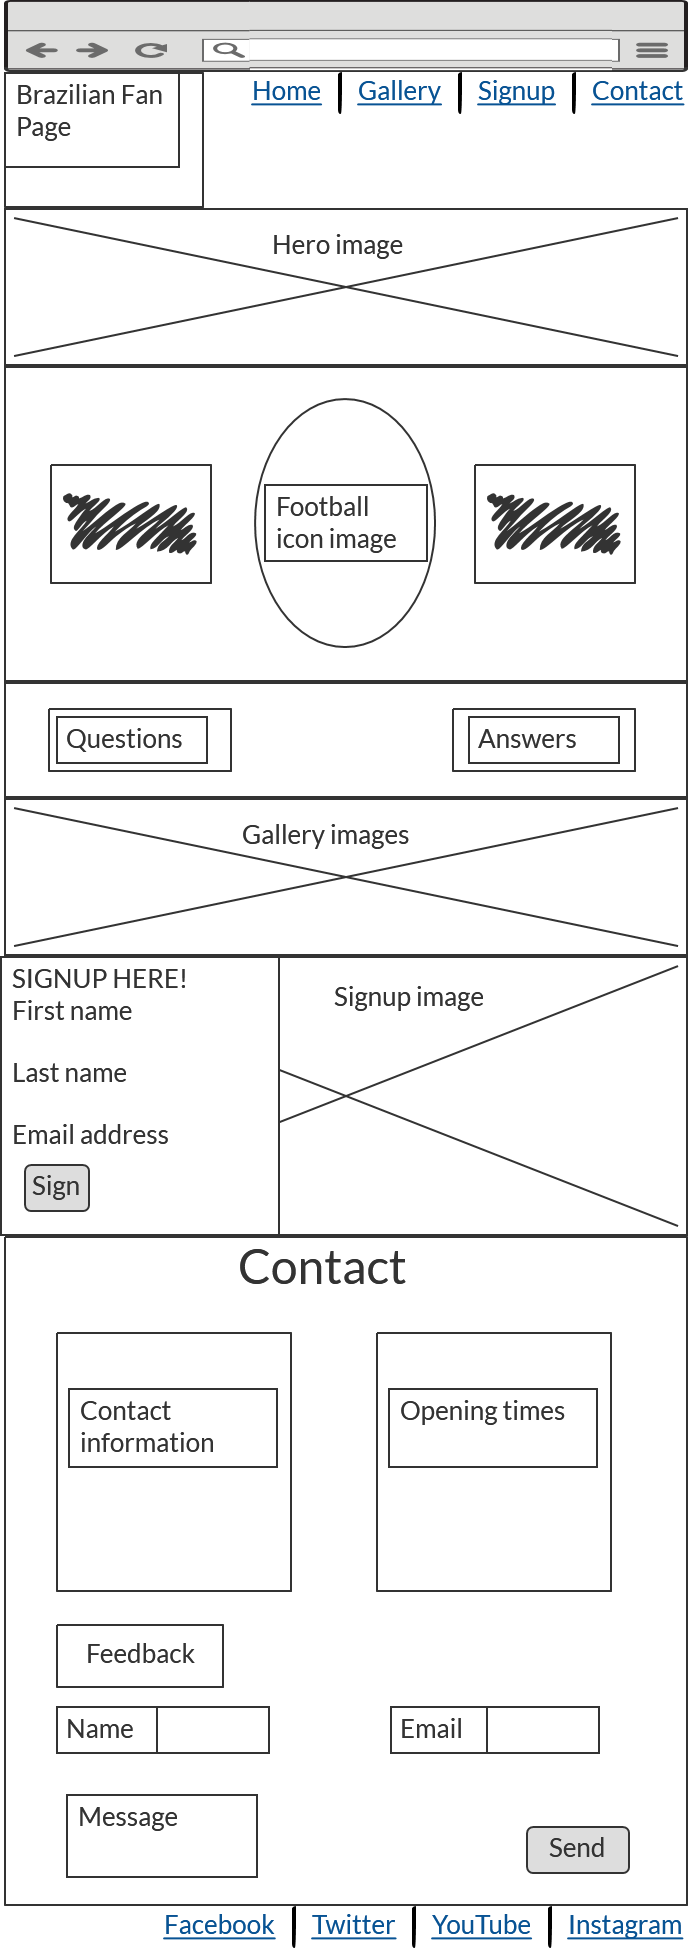 Brazilian Fan
Page
Home
Gallery
Signup
Contact
Hero image
Football
icon image
Questions
Answers
Gallery images
SIGNUP HERE!
First name
Last name
Email address
Sign
Signup image
Contact
Contact
information
Opening times
Feedback
Name
Email
Message
Send
Facebook
Twitter
YouTube
Instagram